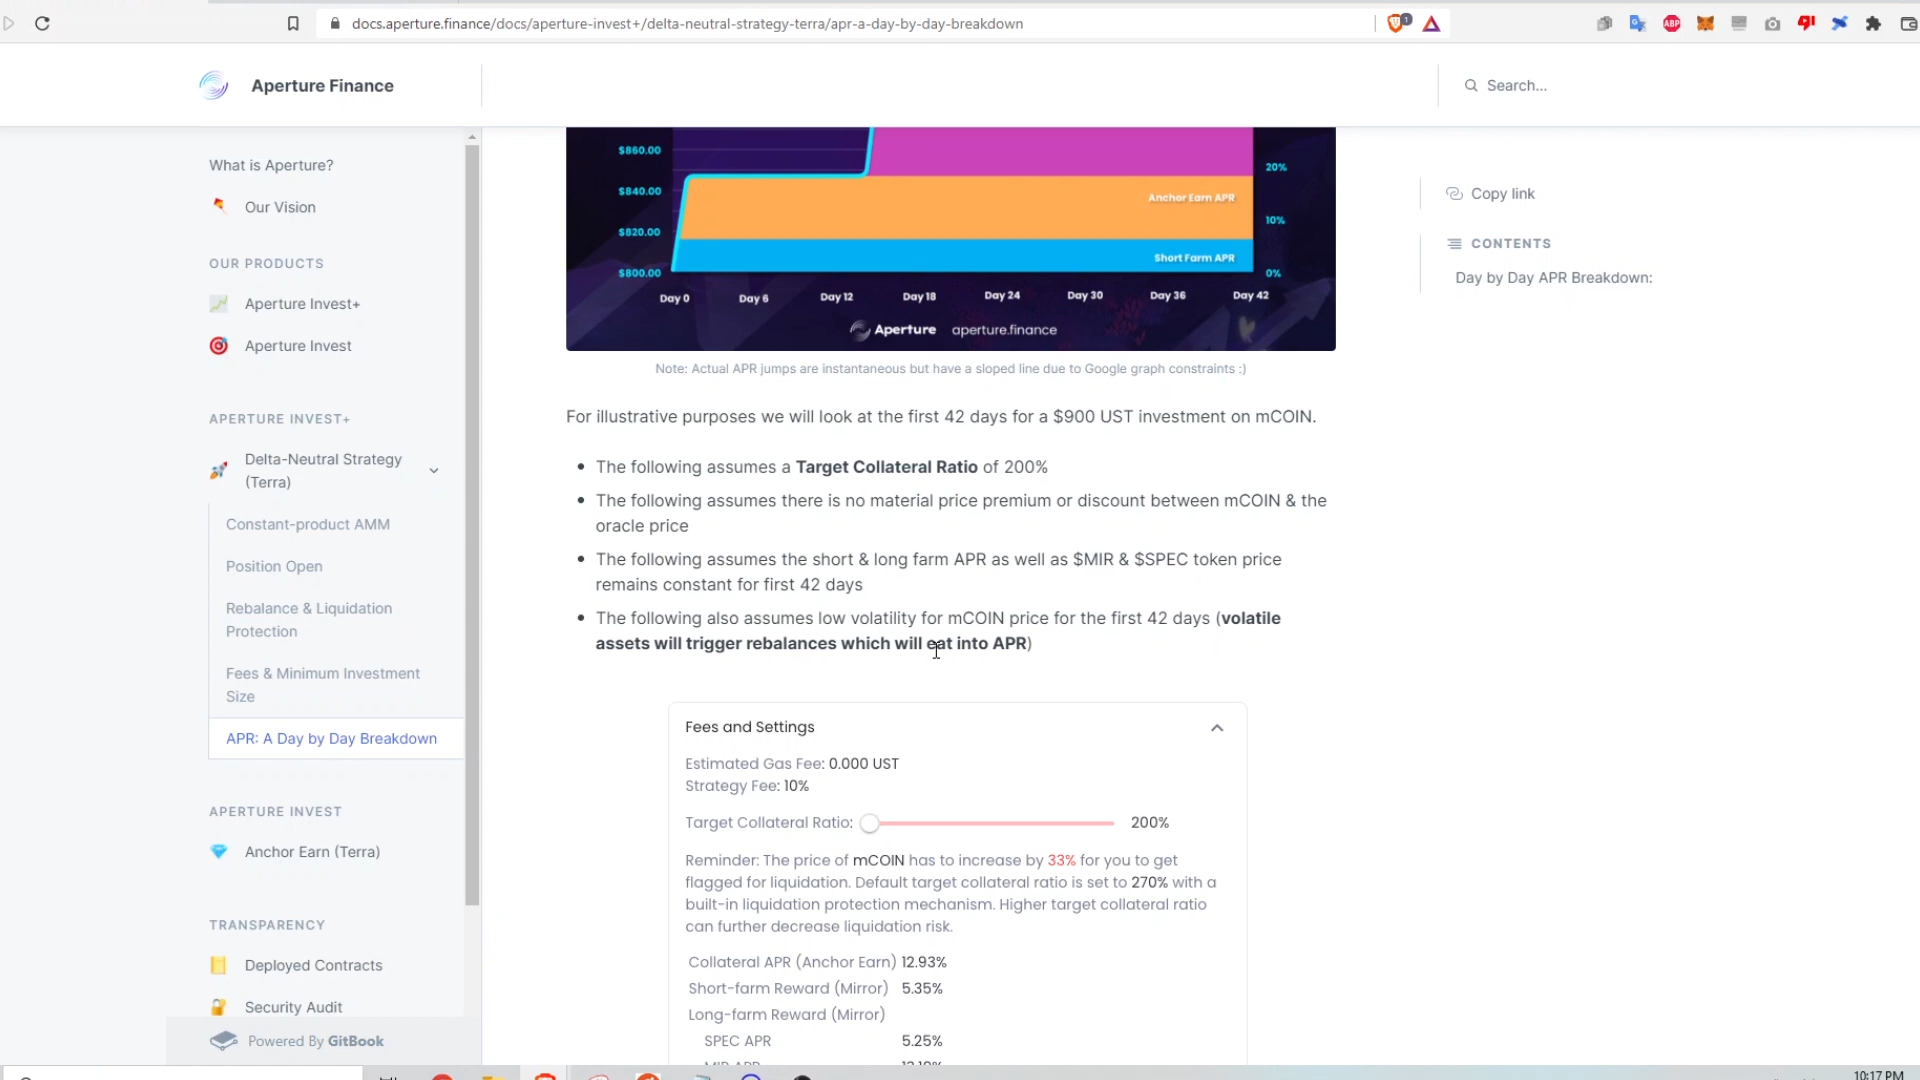 docs.aperture.finance/docs/aperture-invest+/delta-neutral-strategy-terra/apr-a-day-by-day-breakdown
1
ABP
Aperture Finance
Search...
What is Aperture?
Our Vision
OUR PRODUCTS
Aperture Invest+
Aperture Invest
APERTURE INVEST+
Delta-Neutral Strategy
(Terra)
Constant-product AMM
Position Open
Rebalance & Liquidation
Protection
Fees & Minimum Investment
Size
APR: A Day by Day Breakdown
APERTURE INVEST
Anchor Earn (Terra)
TRANSPARENCY
Deployed Contracts
Security Audit
Powered By GitBook
$860.00
20%
$840.00
Anchor Earn APR
10%
$820.00
Short Farm APR
$800.00
0%
Day 0
Day 6
Day 12
Day 18
Day 24
Day 30
Day 36
Day 42
Aperture aperture.finance
Note: Actual APR jumps are instantaneous but have a sloped line due to Google graph constraints :)
For illustrative purposes we will look at the first 42 days for a $900 UST investment on mCOIN.
• The following assumes a Target Collateral Ratio of 200%
• The following assumes there is no material price premium or discount between mCOIN & the
oracle price
• The following assumes the short & long farm APR as well as $MIR & $SPEC token price
remains constant for first 42 days
• The following also assumes low volatility for mCOIN price for the first 42 days (volatile
assets will trigger rebalances which will eat into APR)
Fees and Settings
Estimated Gas Fee: 0.000 UST
Strategy Fee: 10%
Target Collateral Ratio: 200%
Reminder: The price of mCOIN has to increase by 33% for you to get
flagged for liquidation. Default target collateral ratio is set to 270% with a
built-in liquidation protection mechanism. Higher target collateral ratio
can further decrease liquidation risk.
Collateral APR (Anchor Earn) 12.93%
Short-farm Reward (Mirror) 5.35%
Long-farm Reward (Mirror)
SPEC APR 5.25%
Copy link
CONTENTS
Day by Day APR Breakdown:
10:17 PM